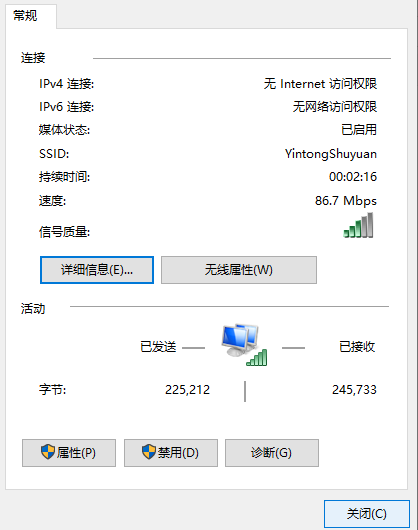 常规
连接
IPv4 连接: 无 Internet 访问权限
IPv6 连接: 无网络访问权限
媒体状态: 已启用
SSID: YintongShuyuan
持续时间: 00:02:16
速度: 86.7 Mbps
信号质量:
详细信息(E)... 无线属性(W)
活动
已发送 已接收
字节: 225,212 245,733
属性(P) 禁用(D) 诊断(G)
关闭(C)